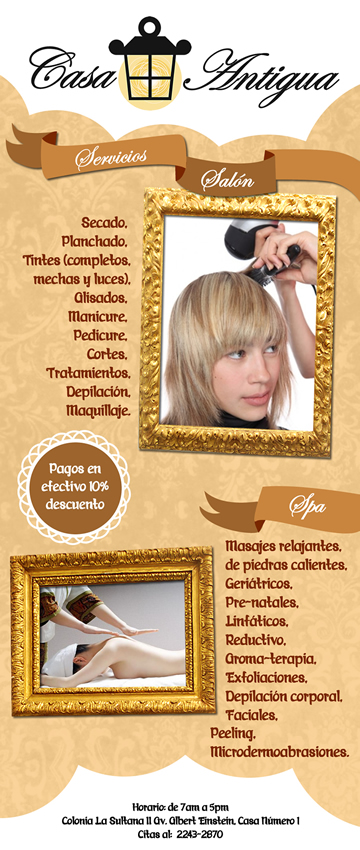 Casa Antigua
Servicios
Salón
Secado,
Planchado,
Tintes (completos,
mechas y luces),
Alisados,
Manicure,
Pedicure,
Cortes,
Tratamientos,
Depilación,
Maquillaje.
Pagos en
efectivo 10%
descuento
Spa
Masajes relajantes,
de piedras calientes,
Geriátricos,
Pre-natales,
Linfáticos,
Reductivo,
Aroma-terapia,
Exfoliaciones,
Depilación corporal,
Faciales,
Peeling,
Microdermoabrasiones.
Horario: de 7am a 5pm
Colonia La Sultana II Av. Albert Einstein, Casa Número 1
Citas al: 2243-2870